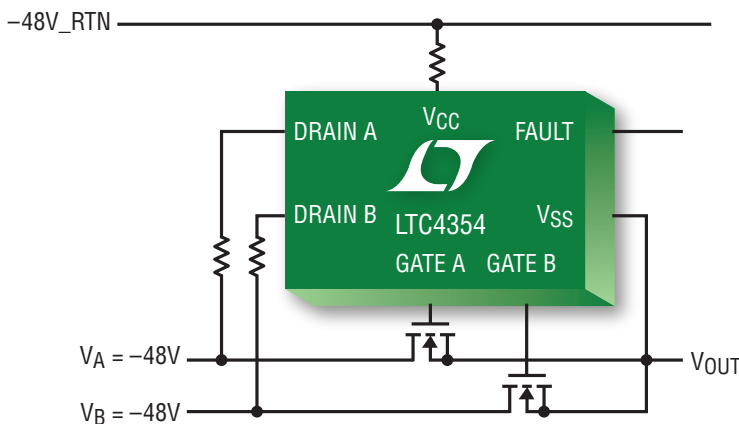 –48V_RTN
VCC
DRAIN A
FAULT
DRAIN B
VSS
LTC4354
GATE A GATE B
VA = –48V
VOUT
VB = –48V